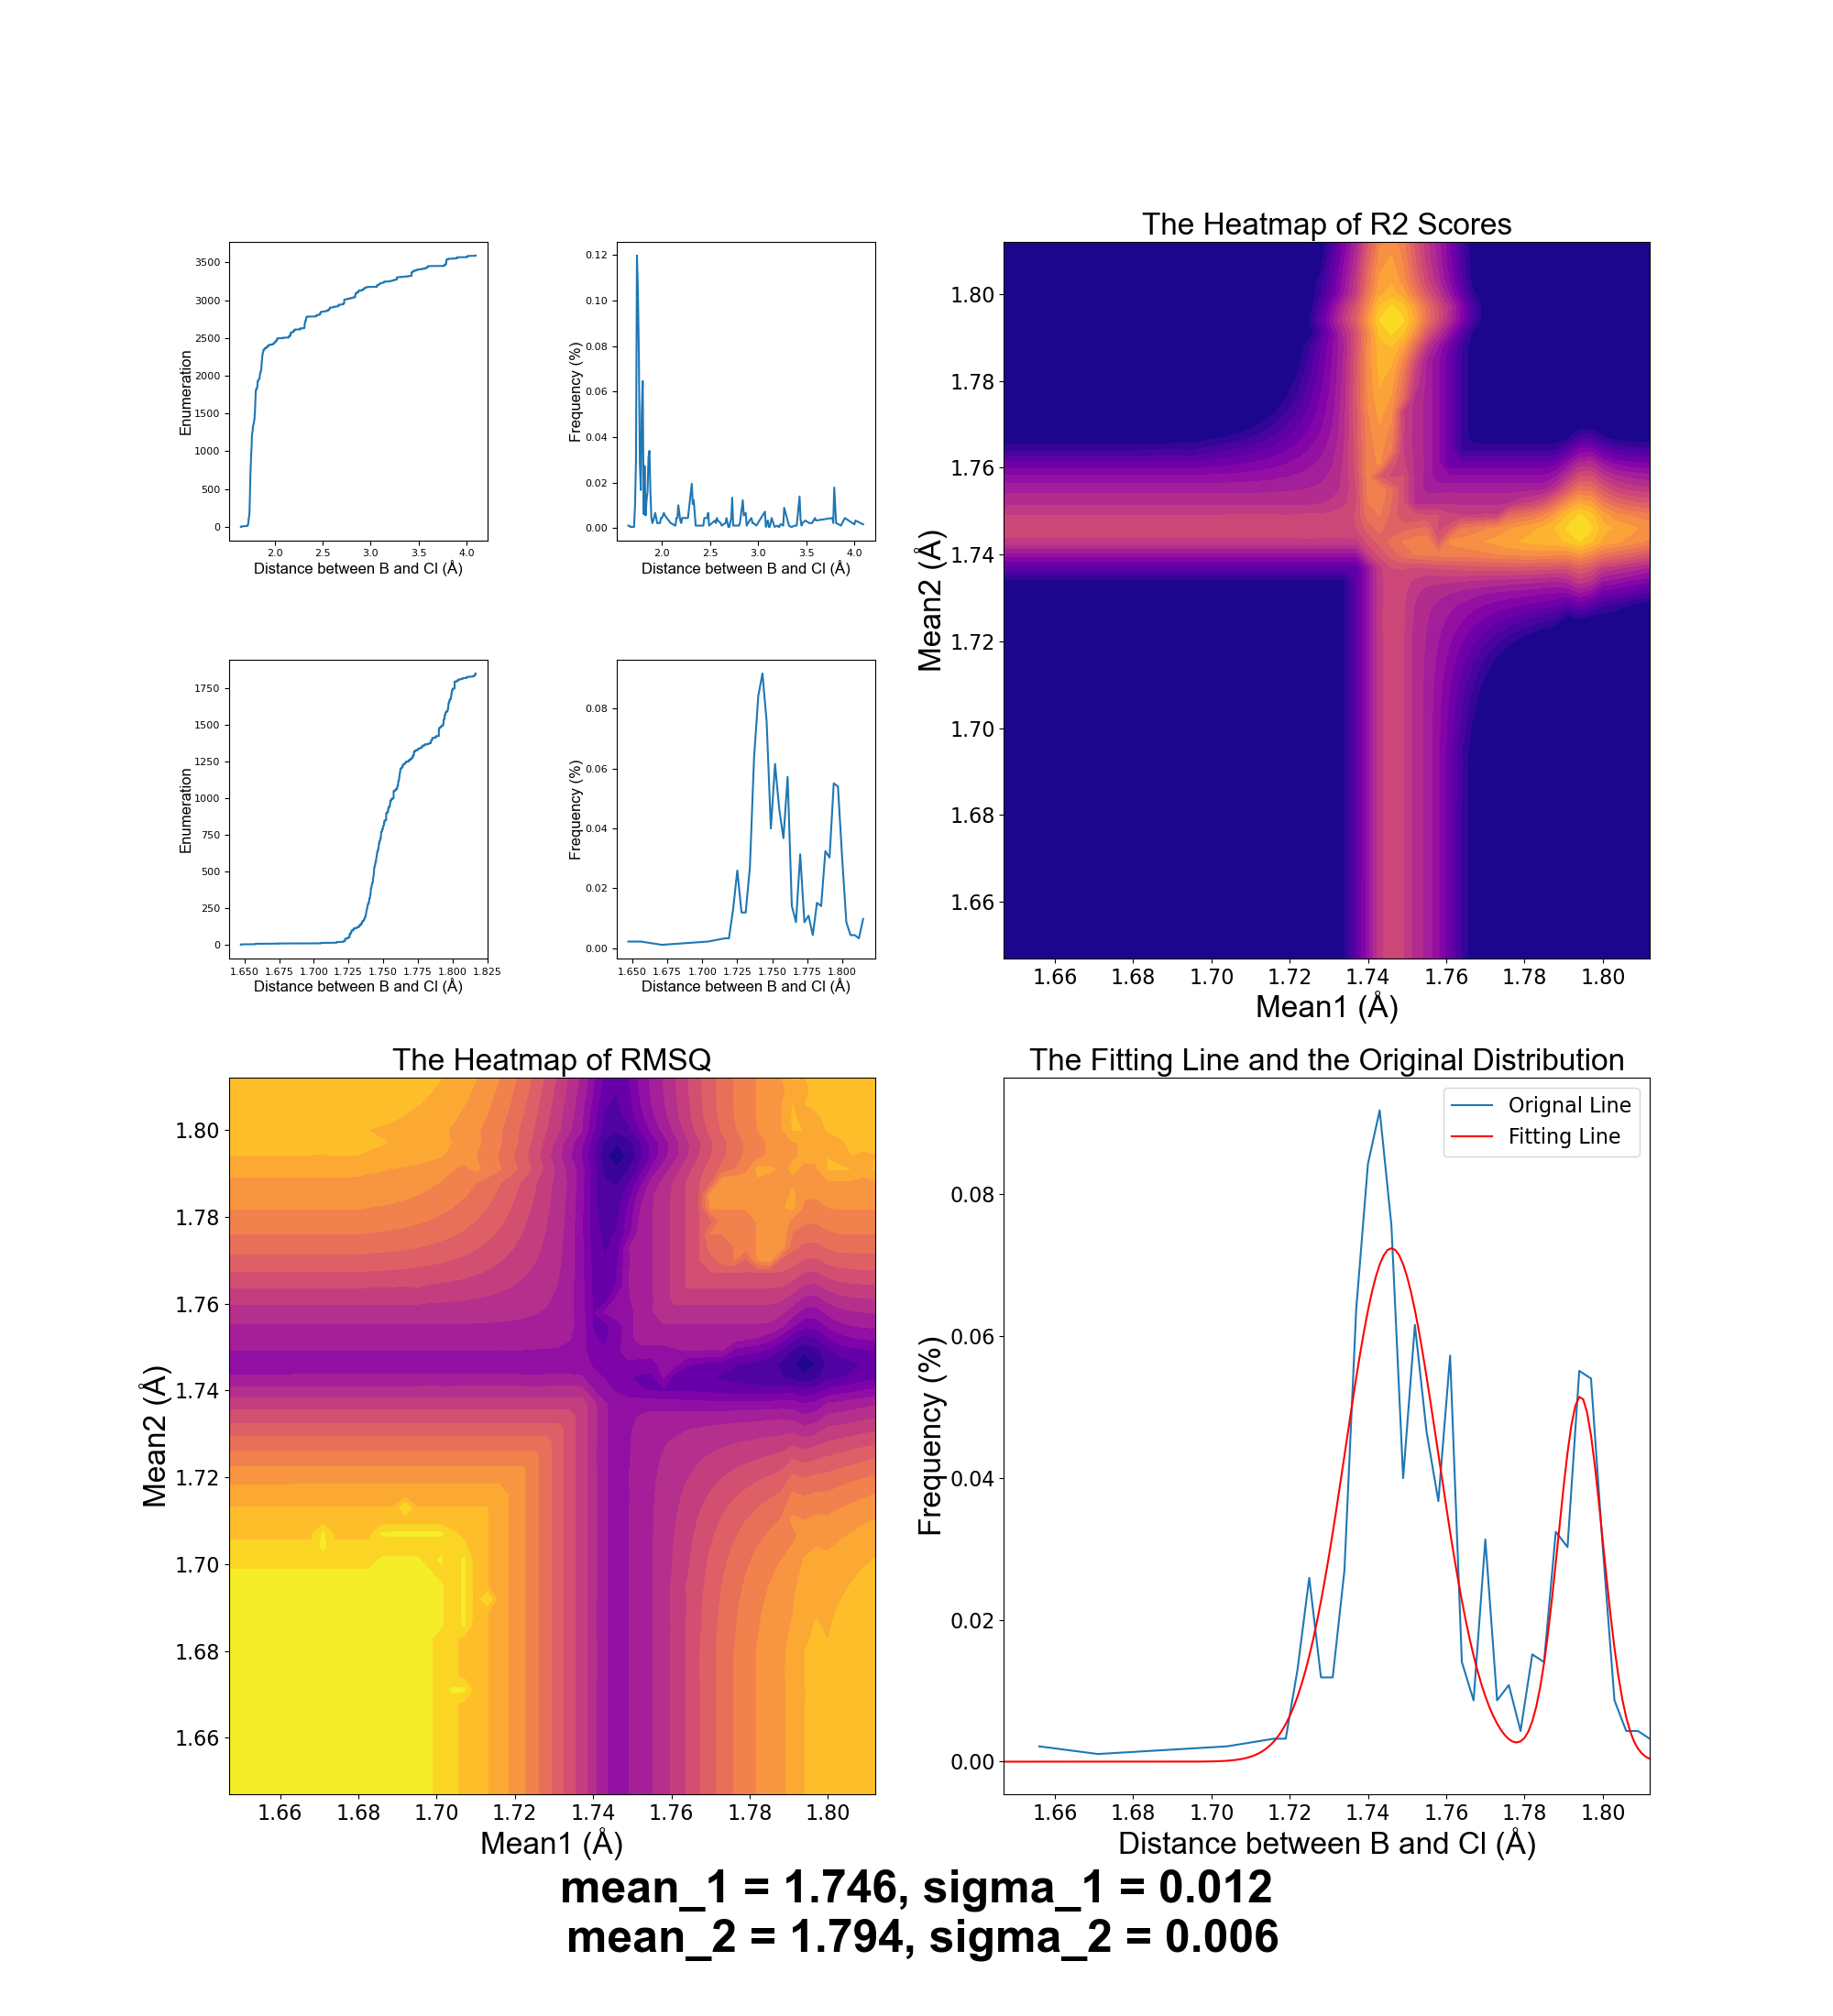 3500
3000
2500
2000
1500
1000
500
0
Enumeration
2.0 2.5 3.0 3.5 4.0
Distance between B and Cl (Å)
0.12
0.10
0.08
0.06
0.04
0.02
0.00
Frequency (%)
2.0 2.5 3.0 3.5 4.0
Distance between B and Cl (Å)
The Heatmap of R2 Scores
1.80
1.78
1.76
1.74
1.72
1.70
1.68
1.66
Mean2 (Å)
1.66 1.68 1.70 1.72 1.74 1.76 1.78 1.80
Mean1 (Å)
1750
1500
1250
1000
750
500
250
0
Enumeration
1.650 1.675 1.700 1.725 1.750 1.775 1.800 1.825
Distance between B and Cl (Å)
0.08
0.06
0.04
0.02
0.00
Frequency (%)
1.650 1.675 1.700 1.725 1.750 1.775 1.800
Distance between B and Cl (Å)
The Heatmap of RMSQ
1.80
1.78
1.76
1.74
1.72
1.70
1.68
1.66
Mean2 (Å)
1.66 1.68 1.70 1.72 1.74 1.76 1.78 1.80
Mean1 (Å)
The Fitting Line and the Original Distribution
Orignal Line
Fitting Line
0.08
0.06
0.04
0.02
0.00
Frequency (%)
1.66 1.68 1.70 1.72 1.74 1.76 1.78 1.80
Distance between B and Cl (Å)
mean_1 = 1.746, sigma_1 = 0.012
mean_2 = 1.794, sigma_2 = 0.006